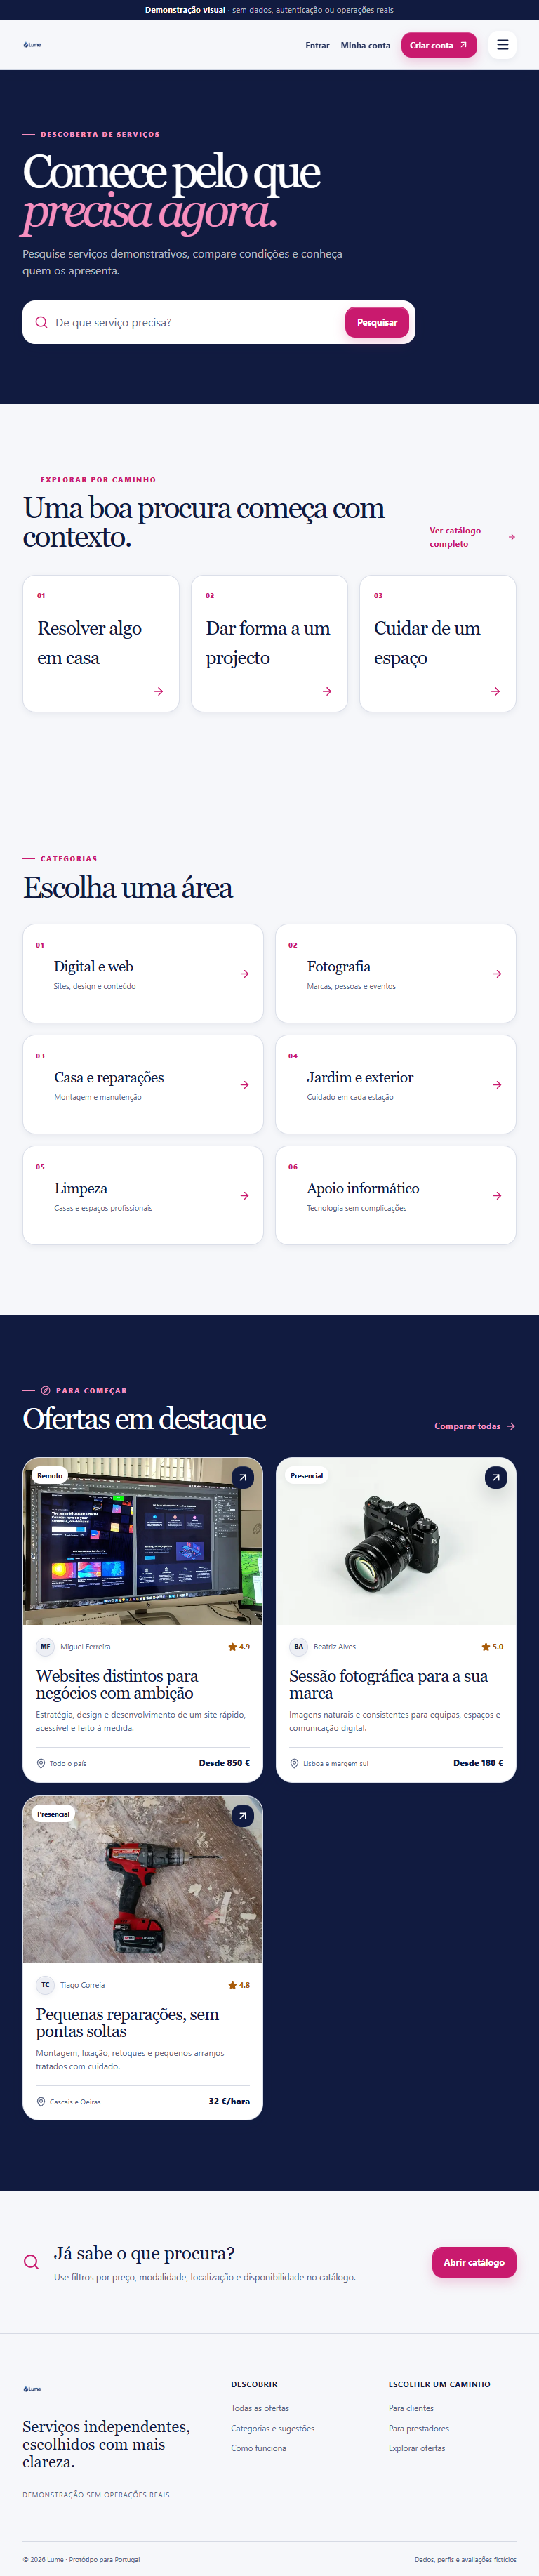 Demonstração visual - sem dados, autenticação ou operações reais
Lume
Entrar
Minha conta
Criar conta
DESCOBERTA DE SERVIÇOS
Comece pelo que
precisa agora.
Pesquise serviços demonstrativos, compare condições e conheça
quem os apresenta.
De que serviço precisa?
Pesquisar
EXPLORAR POR CAMINHO
Uma boa procura começa com
contexto.
Ver catálogo
completo
01
Resolver algo
em casa
02
Dar forma a um
projecto
03
Cuidar de um
espaço
CATEGORIAS
Escolha uma área
01
Digital e web
Sites, design e conteúdo
02
Fotografia
Marcas, pessoas e eventos
03
Casa e reparações
Montagem e manutenção
04
Jardim e exterior
Cuidado em cada estação
05
Limpeza
Casas e espaços profissionais
06
Apoio informático
Tecnologia sem complicações
PARA COMEÇAR
Ofertas em destaque
Comparar todas
Remoto
MF
Miguel Ferreira
4.9
Websites distintos para
negócios com ambição
Estratégia, design e desenvolvimento de um site rápido,
acessível e feito à medida.
Todo o país
Desde 850 €
Presencial
BA
Beatriz Alves
5.0
Sessão fotográfica para a sua
marca
Imagens naturais e consistentes para equipas, espaços e
comunicação digital.
Lisboa e margem sul
Desde 180 €
Presencial
TC
Tiago Correia
4.8
Pequenas reparações, sem
pontas soltas
Montagem, fixação, retoques e pequenos arranjos
tratados com cuidado.
Cascais e Oeiras
32 €/hora
Já sabe o que procura?
Use filtros por preço, modalidade, localização e disponibilidade no catálogo.
Abrir catálogo
Lume
Serviços independentes,
escolhidos com mais
clareza.
DEMONSTRAÇÃO SEM OPERAÇÕES REAIS
DESCOBRIR
Todas as ofertas
Categorias e sugestões
Como funciona
ESCOLHER UM CAMINHO
Para clientes
Para prestadores
Explorar ofertas
© 2026 Lume · Protótipo para Portugal
Dados, perfis e avaliações fictícios